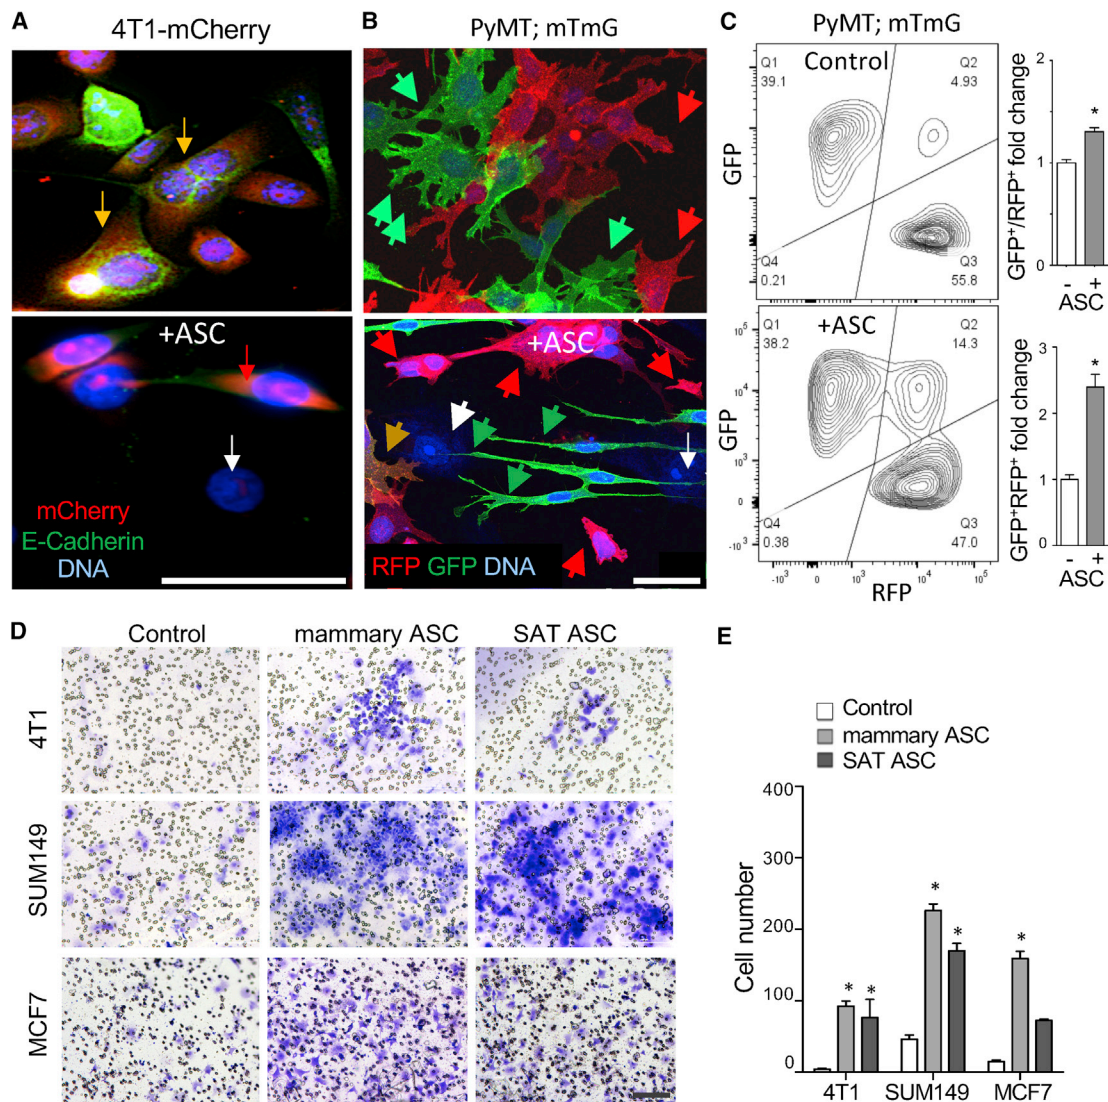 A
4T1-mCherry
+ASC
mCherry
E-Cadherin
DNA
B
PyMT; mTmG
+ASC
RFP GFP DNA
C
PyMT; mTmG
Q1
39.1
Control
Q2
4.93
GFP
Q4
0.21
Q3
55.8
GFP+/RFP+ fold change
2
* 
1
0
- +
ASC
Q1
38.2
+ASC
Q2
14.3
GFP
10⁵
10⁴
10³
0
-10³
Q4
0.38
Q3
47.0
-10³ 0 10³ 10⁴ 10⁵
RFP
GFP+RFP+ fold change
3
*
2
1
0
- +
ASC
D
Control mammary ASC SAT ASC
4T1
SUM149
MCF7
E
Control
mammary ASC
SAT ASC
Cell number
400
300
200
100
0
* * * * *
4T1 SUM149 MCF7